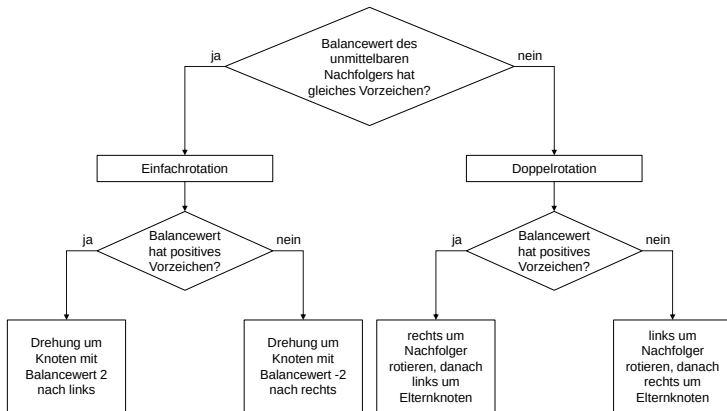 Balancewert des
unmittelbaren
Nachfolgers hat
gleiches Vorzeichen?
ja
nein
Einfachrotation
Doppelrotation
Balancewert
hat positives
Vorzeichen?
ja
nein
Balancewert
hat positives
Vorzeichen?
ja
nein
Drehung um
Knoten mit
Balancewert 2
nach links
Drehung um
Knoten mit
Balancewert -2
nach rechts
rechts um
Nachfolger
rotieren, danach
links um
Elternknoten
links um
Nachfolger
rotieren, danach
rechts um
Elternknoten